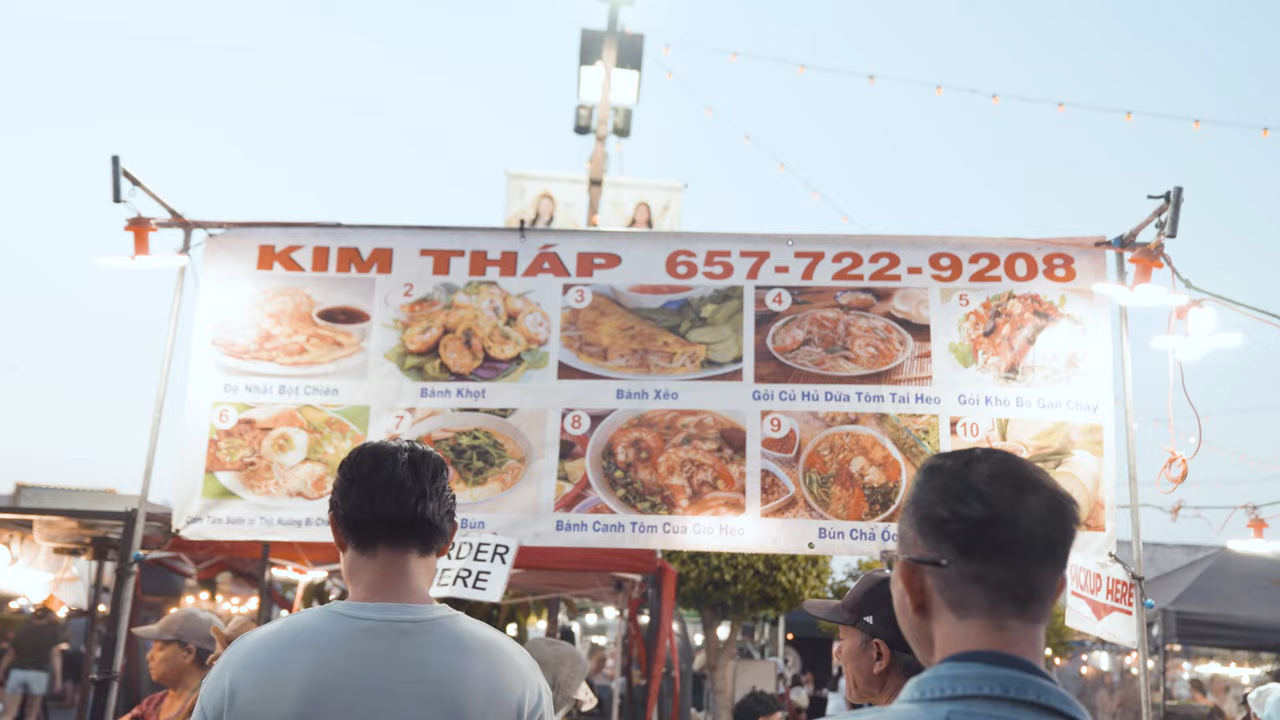 KIM THÁP 657-722-9208
2
3
4
5
Đệ Nhất Bột Chiên
Bánh Khọt
Bánh Xèo
Gỏi Củ Hủ Dừa Tôm Tai Heo
Gỏi Khô Bò Gan Cháy
6
7
8
9
10
Bún
Bánh Canh Tôm Cua Giò Heo
Bún Chả
RDER
ERE
PICKUP HERE